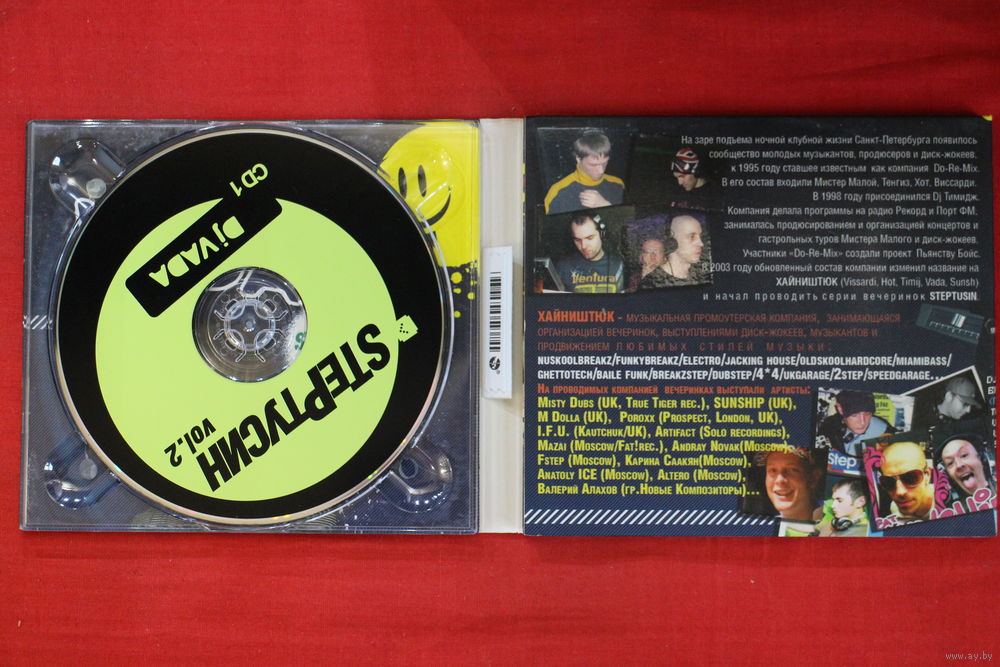 CD 1
Dj VADA
STEPТУСИН
vol.2
На заре подъема ночной клубной жизни Санкт-Петербурга появилось
сообщество молодых музыкантов, продюсеров и диск-жокеев,
к 1995 году ставшее известным как компания Do-Re-Mix.
В его состав входили Мистер Малой, Тенгиз, Хот, Виссарди.
В 1998 году присоединился Dj Тимидж.
Компания делала программы на радио Рекорд и Порт ФМ,
занималась продюсированием и организацией концертов и
гастрольных туров Мистера Малого и диск-жокеев.
Участники «Do-Re-Mix» создали проект Пьянству Бойс.
В 2003 году обновленный состав компании изменил название на
ХАЙНИШТЮК (Vissardi, Hot, Timij, Vada, Sunsh)
и начал проводить серии вечеринок STEPTUSIN.
ХАЙНИШТЮК - МУЗЫКАЛЬНАЯ ПРОМОУТЕРСКАЯ КОМПАНИЯ, ЗАНИМАЮЩАЯСЯ
ОРГАНИЗАЦИЕЙ ВЕЧЕРИНОК, ВЫСТУПЛЕНИЯМИ ДИСК-ЖОКЕЕВ, МУЗЫКАНТОВ И
ПРОДВИЖЕНИЕМ ЛЮБИМЫХ СТИЛЕЙ МУЗЫКИ:
NUSKOOLBREAKZ/FUNKYBREAKZ/ELECTRO/JACKING HOUSE/OLDSKOOLHARDCORE/MIAMIBASS/
GHETTOTECH/BAILE FUNK/BREAKZSTEP/DUBSTEP/4*4/UKGARAGE/2STEP/SPEEDGARAGE...
На проводимых компанией вечеринках выступали артисты:
Misty Dubs (UK, True Tiger rec.), SUNSHIP (UK),
M Dolla (UK), Poroxx (Prospect, London, UK),
I.F.U. (Kautchuk/UK), Artifact (Solo recordings),
Mazai (Moscow/Fat!rec.), Andray Novak(Moscow),
Fstep (Moscow), Карина Саакян(Moscow),
Anatoly ICE (Moscow), Altero (Moscow),
Валерий Алахов (гр.Новые Композиторы)...
Ventura
Step
www.ay.by